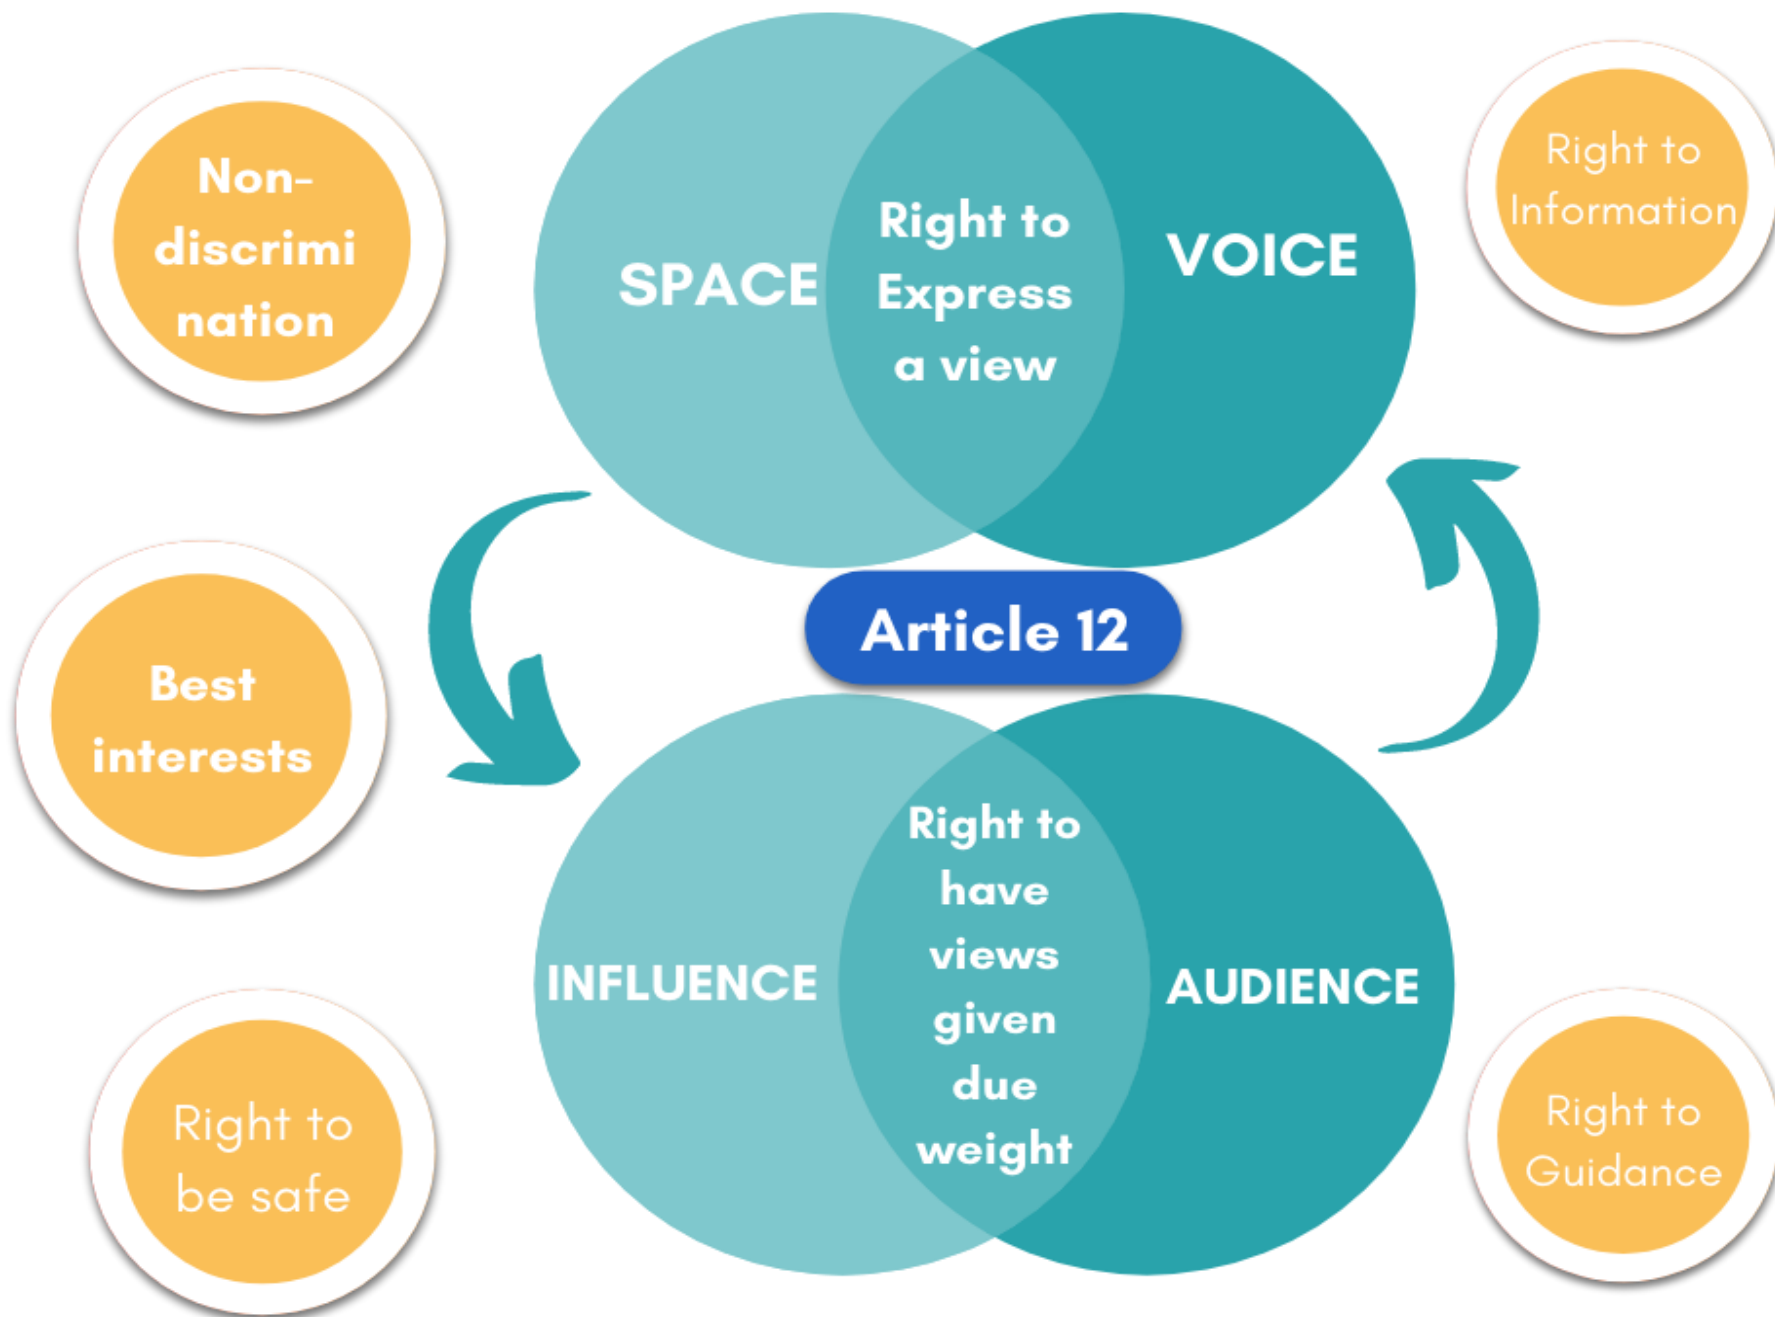 Non-
discrimi
nation
SPACE
Right to
Express
a view
VOICE
Right to
Information
Article 12
Best
interests
INFLUENCE
Right to
have
views
given
due
weight
AUDIENCE
Right to
be safe
Right to
Guidance